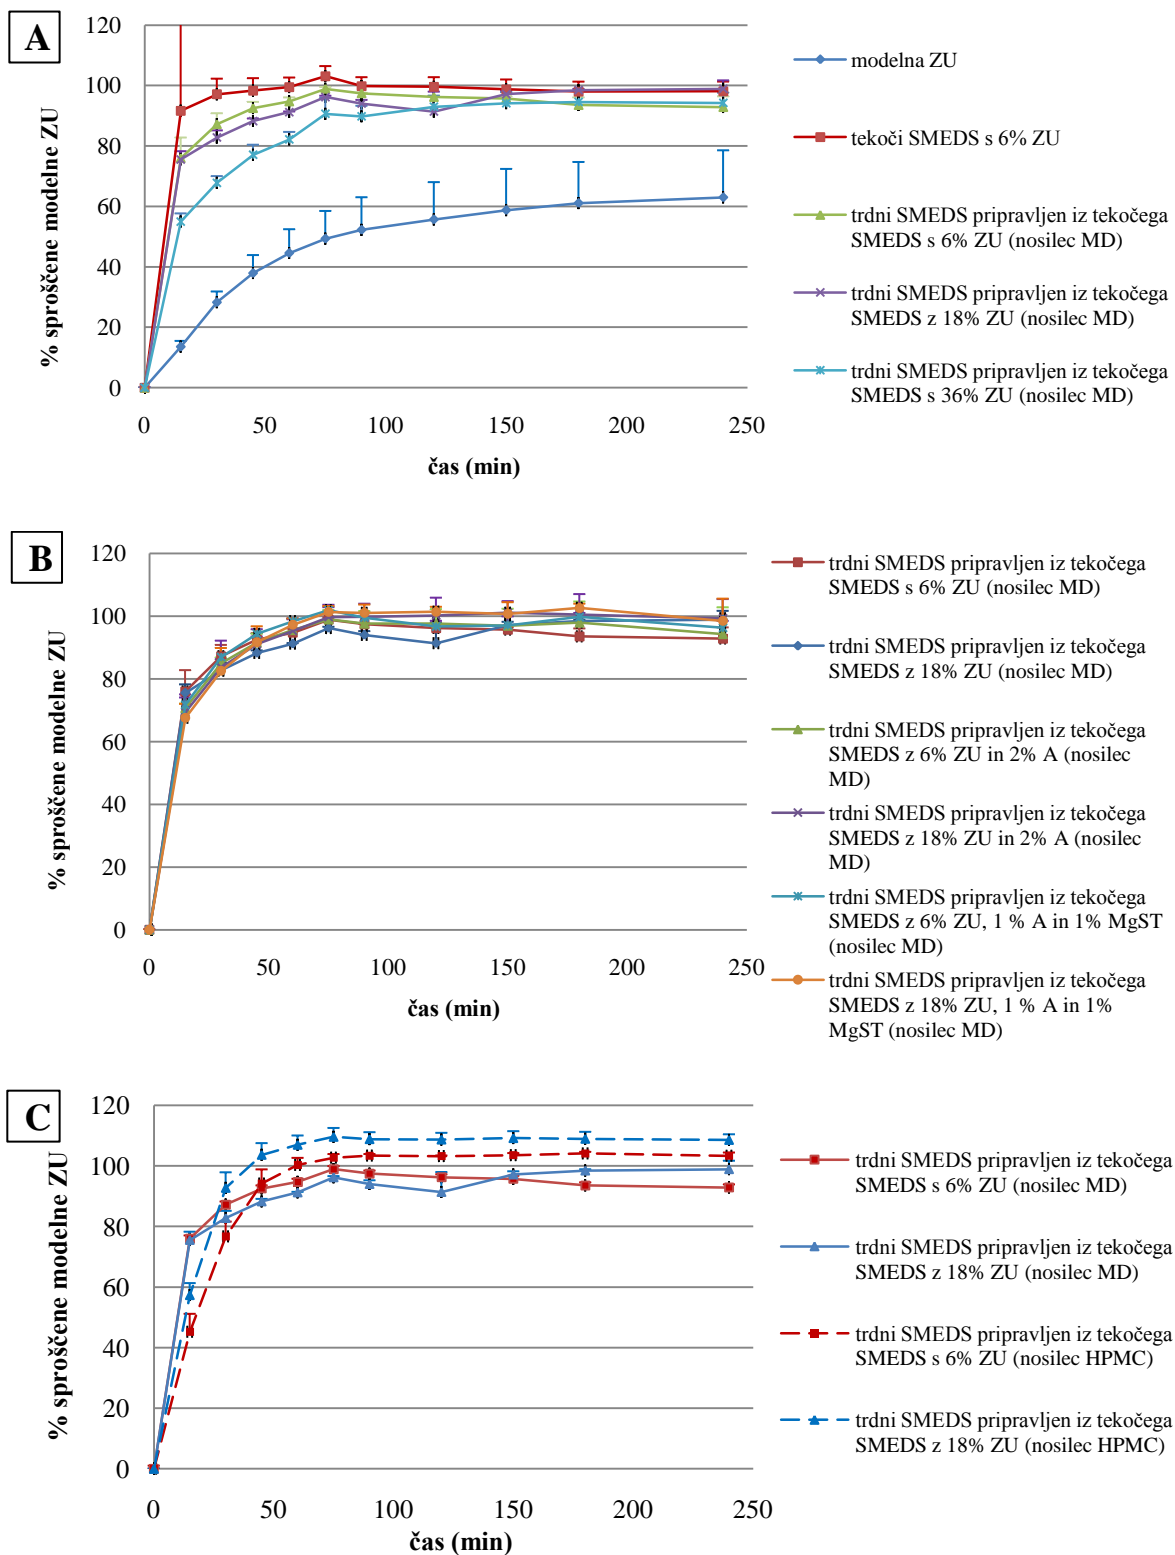 A
120
100
80
60
40
20
0
0
50
100
150
200
250
% sproščene modelne ZU
čas (min)
modelna ZU
tekoči SMEDS s 6% ZU
trdni SMEDS pripravljen iz tekočega
SMEDS s 6% ZU (nosilec MD)
trdni SMEDS pripravljen iz tekočega
SMEDS z 18% ZU (nosilec MD)
trdni SMEDS pripravljen iz tekočega
SMEDS s 36% ZU (nosilec MD)
B
120
100
80
60
40
20
0
0
50
100
150
200
250
% sproščene modelne ZU
čas (min)
trdni SMEDS pripravljen iz tekočega
SMEDS s 6% ZU (nosilec MD)
trdni SMEDS pripravljen iz tekočega
SMEDS z 18% ZU (nosilec MD)
trdni SMEDS pripravljen iz tekočega
SMEDS z 6% ZU in 2% A (nosilec
MD)
trdni SMEDS pripravljen iz tekočega
SMEDS z 18% ZU in 2% A (nosilec
MD)
trdni SMEDS pripravljen iz tekočega
SMEDS z 6% ZU, 1 % A in 1% MgST
(nosilec MD)
trdni SMEDS pripravljen iz tekočega
SMEDS z 18% ZU, 1 % A in 1%
MgST (nosilec MD)
C
120
100
80
60
40
20
0
0
50
100
150
200
250
% sproščene modelne ZU
čas (min)
trdni SMEDS pripravljen iz tekočega
SMEDS s 6% ZU (nosilec MD)
trdni SMEDS pripravljen iz tekočega
SMEDS z 18% ZU (nosilec MD)
trdni SMEDS pripravljen iz tekočega
SMEDS s 6% ZU (nosilec HPMC)
trdni SMEDS pripravljen iz tekočega
SMEDS z 18% ZU (nosilec HPMC)